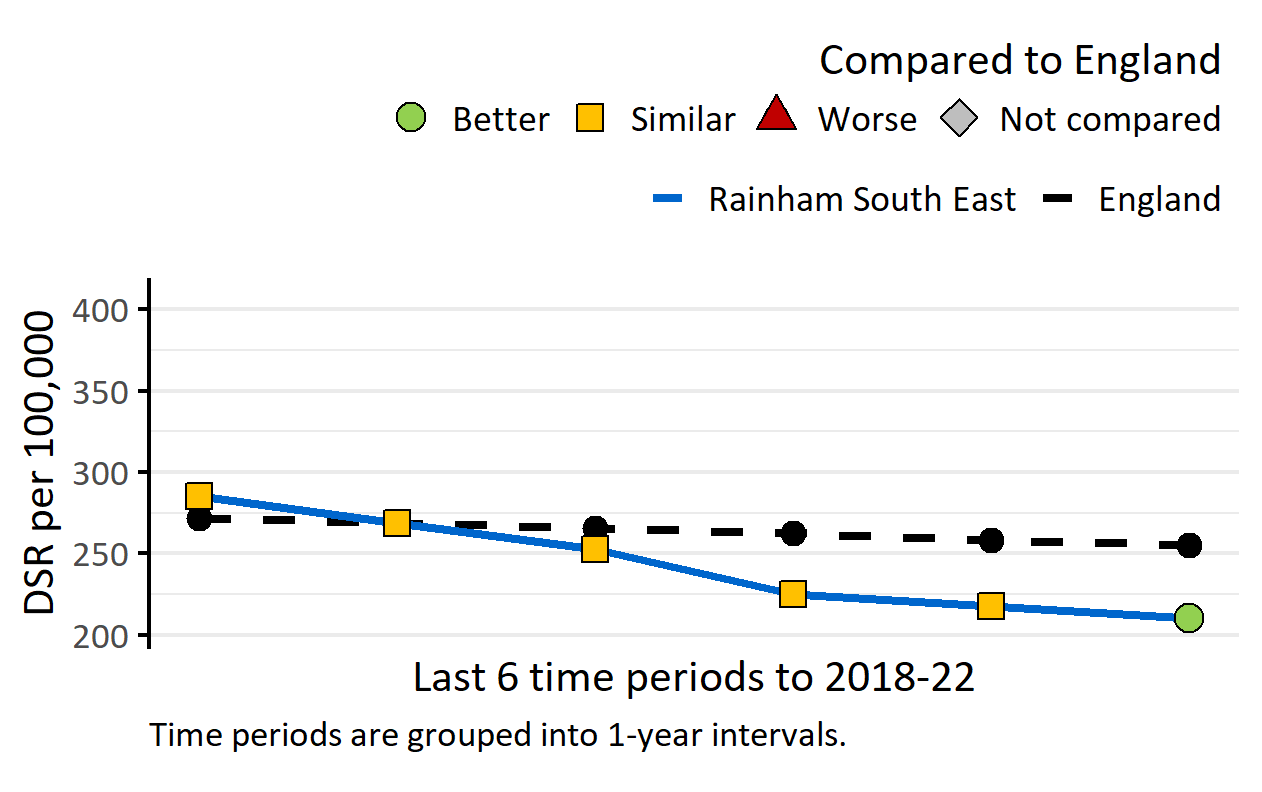 Compared to England
Better Similar Worse Not compared
Rainham South East England
DSR per 100,000
400
350
300
250
200
Last 6 time periods to 2018-22
Time periods are grouped into 1-year intervals.